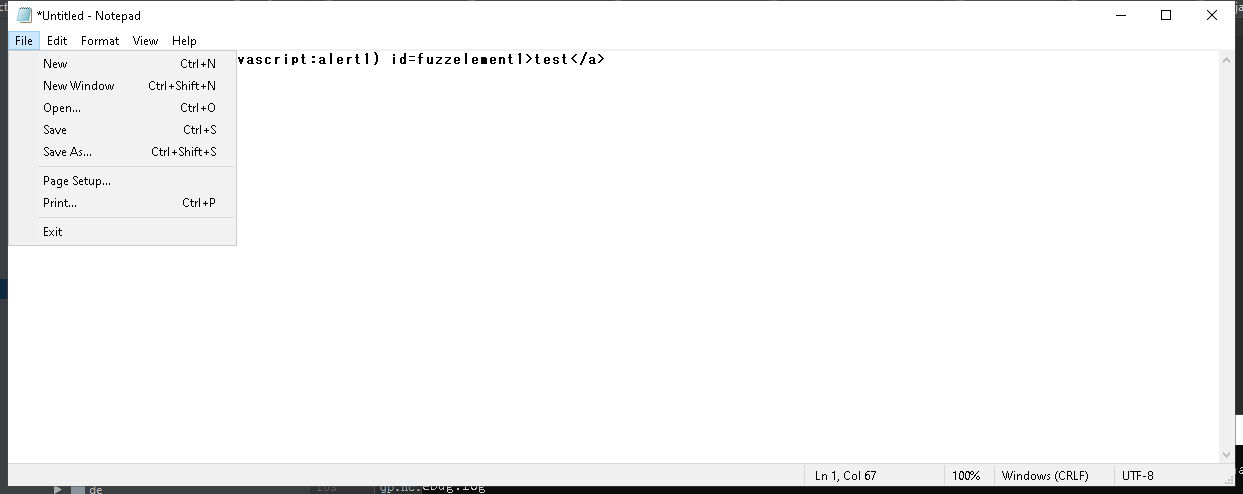 *Untitled - Notepad
File Edit Format View Help
vascript:alert1) id=fuzzelement1>test</a>
New Ctrl+N
New Window Ctrl+Shift+N
Open... Ctrl+O
Save Ctrl+S
Save As... Ctrl+Shift+S
Page Setup...
Print... Ctrl+P
Exit
Ln 1, Col 67 100% Windows (CRLF) UTF-8
de